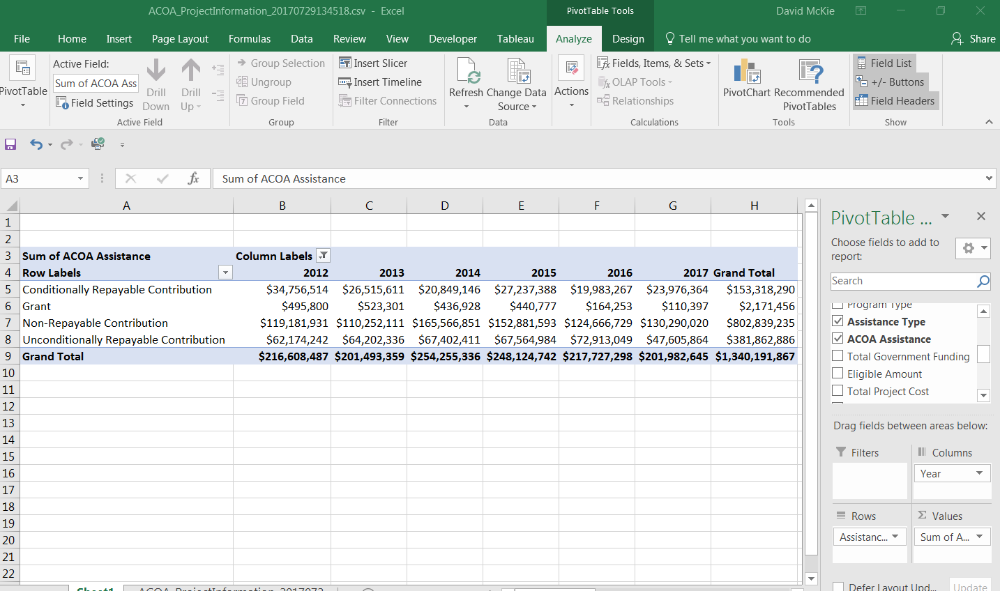 ACOA_ProjectInformation_20170729134518.csv - Excel
PivotTable Tools
David McKie
File Home Insert Page Layout Formulas Data Review View Developer Tableau Analyze Design Tell me what you want to do Share
PivotTable
Active Field:
Sum of ACOA Ass
Field Settings
Drill Down
Drill Up
Active Field
Group Selection
Ungroup
Group Field
Group
Insert Slicer
Insert Timeline
Filter Connections
Filter
Refresh
Change Data Source
Data
Actions
Fields, Items, & Sets
OLAP Tools
Relationships
Calculations
PivotChart
Recommended PivotTables
Tools
Field List
+/- Buttons
Field Headers
Show
A3 fx Sum of ACOA Assistance
A B C D E F G H
1
2
3 Sum of ACOA Assistance Column Labels
4 Row Labels 2012 2013 2014 2015 2016 2017 Grand Total
5 Conditionally Repayable Contribution $34,756,514 $26,515,611 $20,849,146 $27,237,388 $19,983,267 $23,976,364 $153,318,290
6 Grant $495,800 $523,301 $436,928 $440,777 $164,253 $110,397 $2,171,456
7 Non-Repayable Contribution $119,181,931 $110,252,111 $165,566,851 $152,881,593 $124,666,729 $130,290,020 $802,839,235
8 Unconditionally Repayable Contribution $62,174,242 $64,202,336 $67,402,411 $67,564,984 $72,913,049 $47,605,864 $381,862,886
9 Grand Total $216,608,487 $201,493,359 $254,255,336 $248,124,742 $217,727,298 $201,982,645 $1,340,191,867
10
11
12
13
14
15
16
17
18
19
20
21
22
Sheet1 ACOA_ProjectInformation_2017072
PivotTable ...
Choose fields to add to report:
Search
Program Type
Assistance Type
ACOA Assistance
Total Government Funding
Eligible Amount
Total Project Cost
Drag fields between areas below:
Filters
Columns
Year
Rows
Assistanc...
Σ Values
Sum of A...
Defer Layout Upd... Update